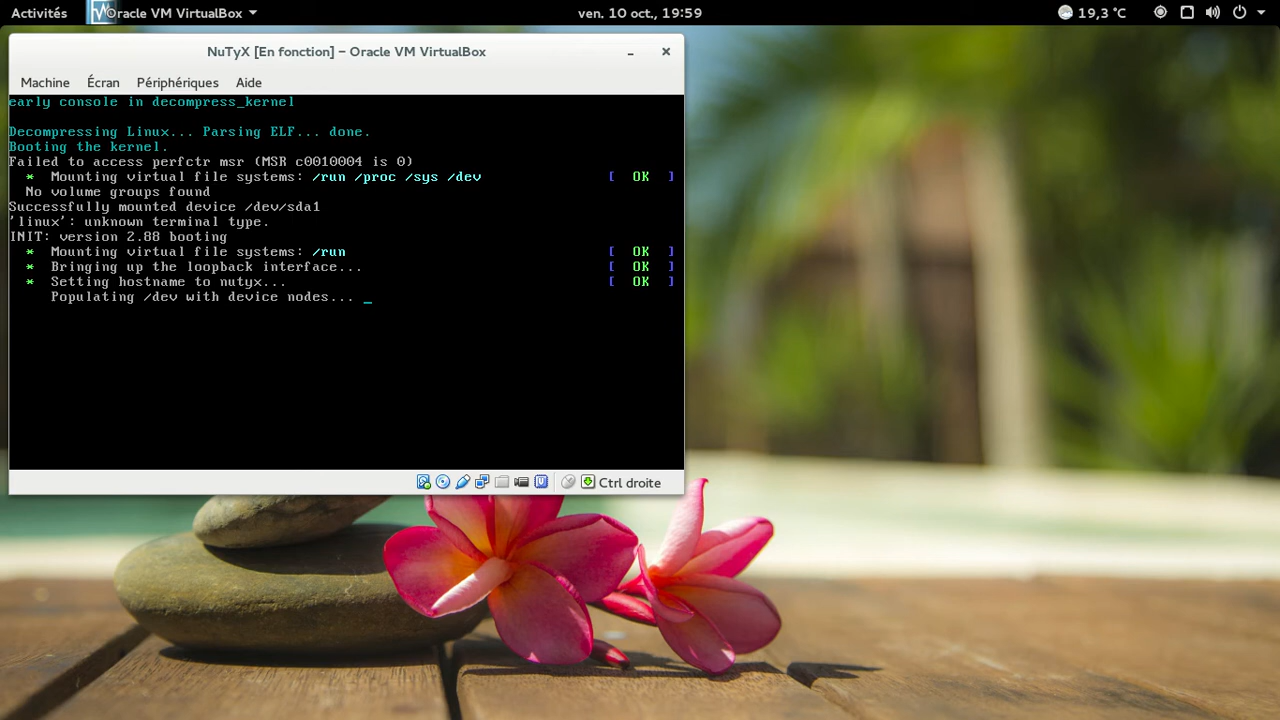 Activités
Oracle VM VirtualBox
ven. 10 oct., 19:59
19,3 °C
NuTyX [En fonction] – Oracle VM VirtualBox
Machine Écran Périphériques Aide
early console in decompress_kernel
Decompressing Linux... Parsing ELF... done.
Booting the kernel.
Failed to access perfctr msr (MSR c0010004 is 0)
* Mounting virtual file systems: /run /proc /sys /dev [ OK ]
No volume groups found
Successfully mounted device /dev/sda1
'linux': unknown terminal type.
INIT: version 2.88 booting
* Mounting virtual file systems: /run [ OK ]
* Bringing up the loopback interface... [ OK ]
* Setting hostname to nutyx... [ OK ]
Populating /dev with device nodes... _
Ctrl droite